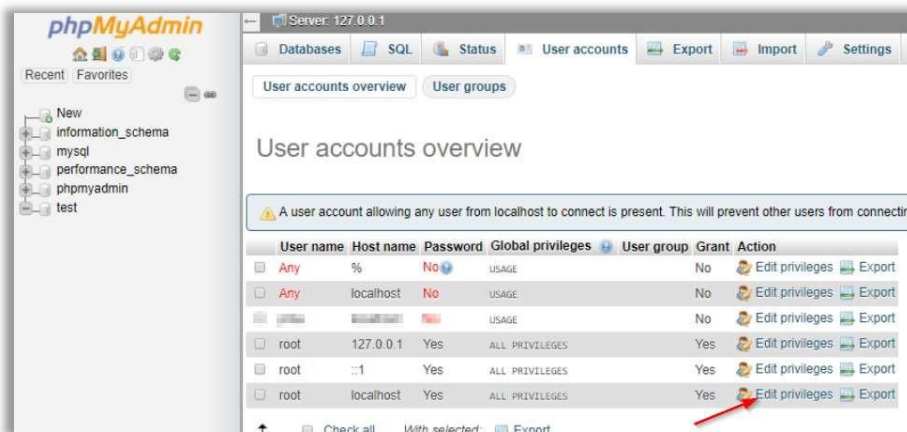 phpMyAdmin
Recent Favorites
New
information_schema
mysql
performance_schema
phpmyadmin
test
Server: 127.0.0.1
Databases SQL Status User accounts Export Import Settings
User accounts overview User groups
User accounts overview
A user account allowing any user from localhost to connect is present. This will prevent other users from
User name Host name Password Global privileges User group Grant Action
Any % No USAGE No Edit privileges Export
Any localhost No USAGE No Edit privileges Export
USAGE No Edit privileges Export
root 127.0.0.1 Yes ALL PRIVILEGES Yes Edit privileges Export
root ::1 Yes ALL PRIVILEGES Yes Edit privileges Export
root localhost Yes ALL PRIVILEGES Yes Edit privileges Export
Check all With selected: Export